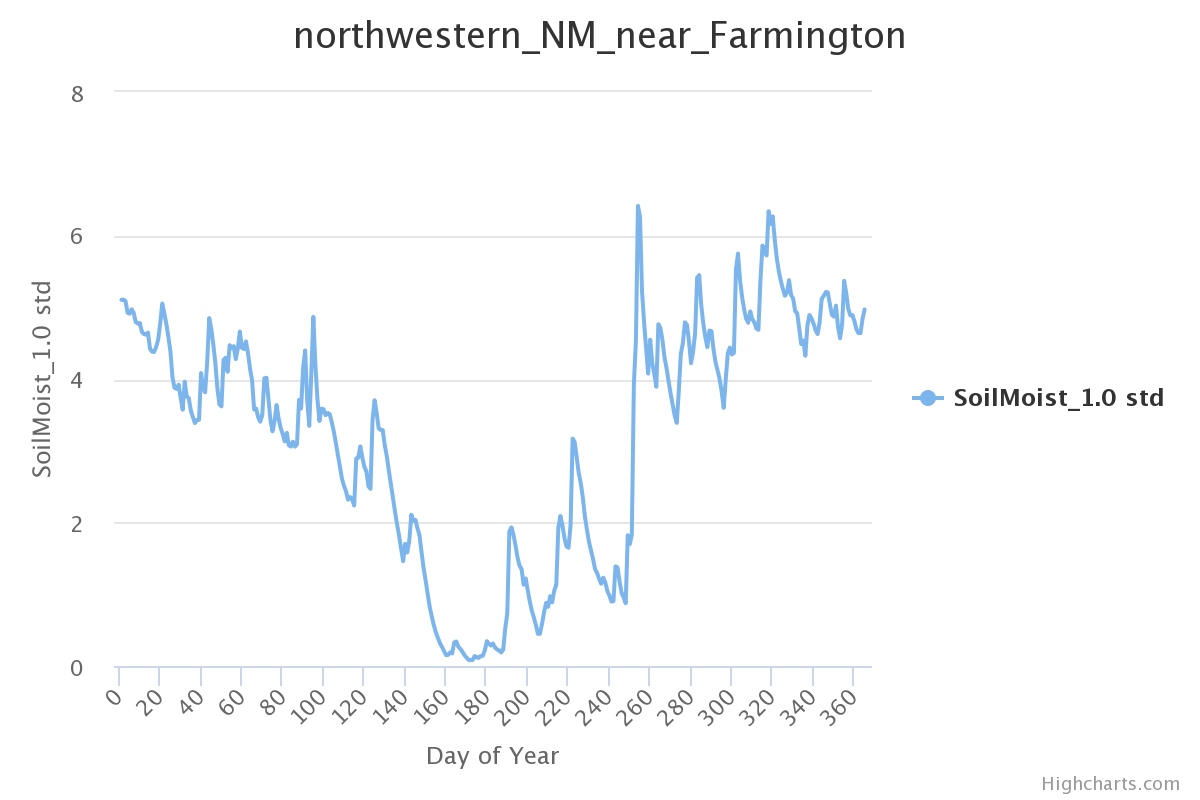 northwestern_NM_near_Farmington
8
6
4
2
0
SoilMoist_1.0 std
0 20 40 60 80 100 120 140 160 180 200 220 240 260 280 300 320 340 360
Day of Year
SoilMoist_1.0 std
Highcharts.com